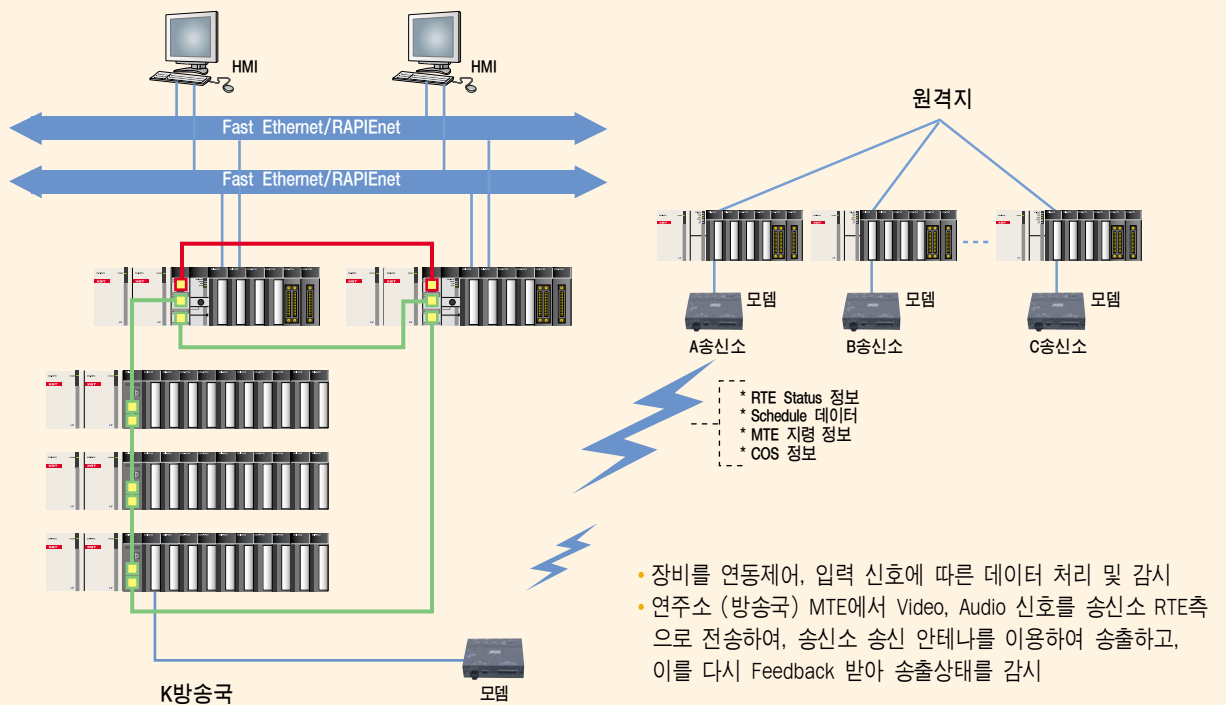 HMI
HMI
Fast Ethernet/RAPIEnet
Fast Ethernet/RAPIEnet
원격지
모뎀
모뎀
모뎀
A송신소
B송신소
C송신소
* RTE Status 정보
* Schedule 데이터
* MTE 지령 정보
* COS 정보
• 장비를 연동제어, 입력 신호에 따른 데이터 처리 및 감시
• 연주소 (방송국) MTE에서 Video, Audio 신호를 송신소 RTE측
으로 전송하여, 송신소 송신 안테나를 이용하여 송출하고,
이를 다시 Feedback 받아 송출상태를 감시
K방송국
모뎀